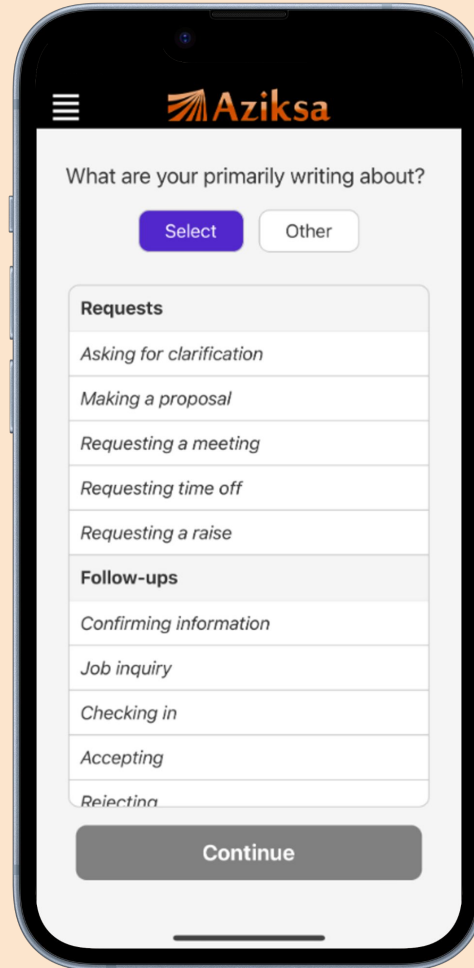 Aziksa
What are your primarily writing about?
Select Other
Requests
Asking for clarification
Making a proposal
Requesting a meeting
Requesting time off
Requesting a raise
Follow-ups
Confirming information
Job inquiry
Checking in
Accepting
Rejecting
Continue